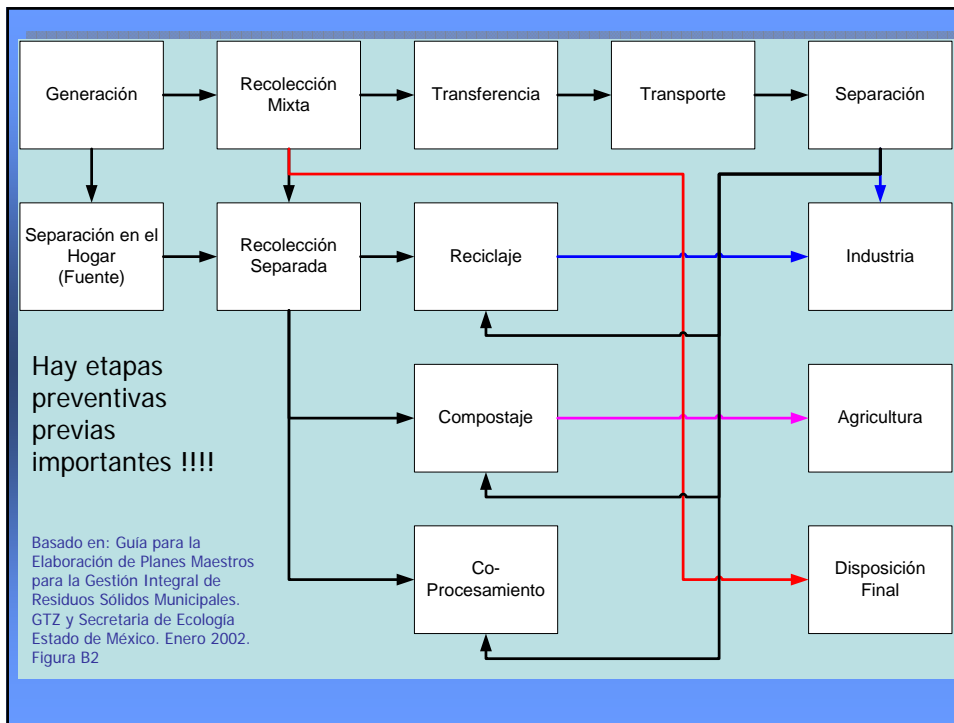 Generación
Recolección
Mixta
Transferencia
Transporte
Separación
Separación en el
Hogar
(Fuente)
Recolección
Separada
Reciclaje
Industria
Hay etapas
preventivas
previas
importantes !!!!
Compostaje
Agricultura
Basado en: Guía para la
Elaboración de Planes Maestros
para la Gestión Integral de
Residuos Sólidos Municipales.
GTZ y Secretaria de Ecología
Estado de México. Enero 2002.
Figura B2
Co-
Procesamiento
Disposición
Final